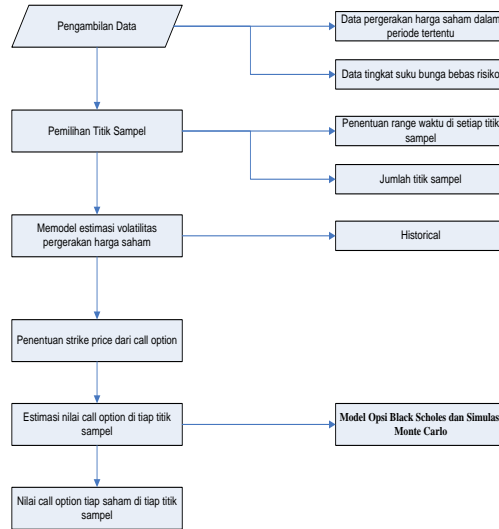 Pengambilan Data
Data pergerakan harga saham dalam
periode tertentu
Data tingkat suku bunga bebas risiko
Pemilihan Titik Sampel
Penentuan range waktu di setiap titik
sampel
Jumlah titik sampel
Memodel estimasi volatilitas
pergerakan harga saham
Historical
Penentuan strike price dari call option
Estimasi nilai call option di tiap titik
sampel
Model Opsi Black Scholes dan Simulas
Monte Carlo
Nilai call option tiap saham di tiap titik
sampel